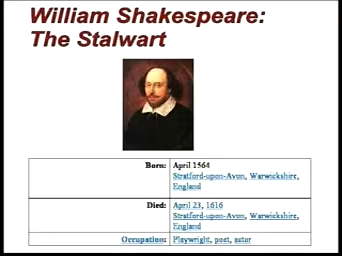 William Shakespeare:
The Stalwart
Born: April 1564
Stratford-upon-Avon, Warwickshire,
England
Died: April 23, 1616
Stratford-upon-Avon, Warwickshire,
England
Occupation: Playwright, poet, actor